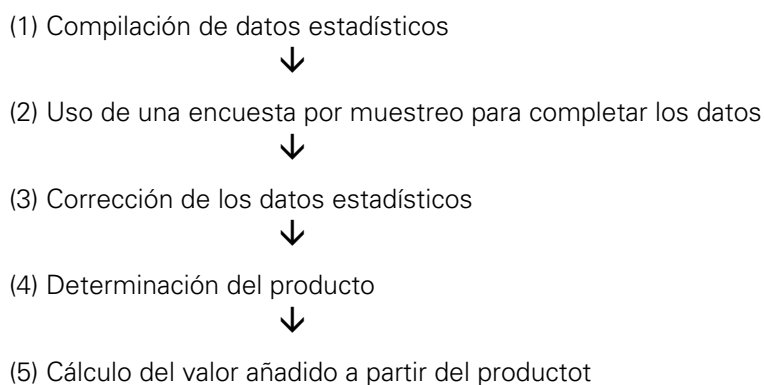 (1) Compilación de datos estadísticos
↓
(2) Uso de una encuesta por muestreo para completar los datos
↓
(3) Corrección de los datos estadísticos
↓
(4) Determinación del producto
↓
(5) Cálculo del valor añadido a partir del productot